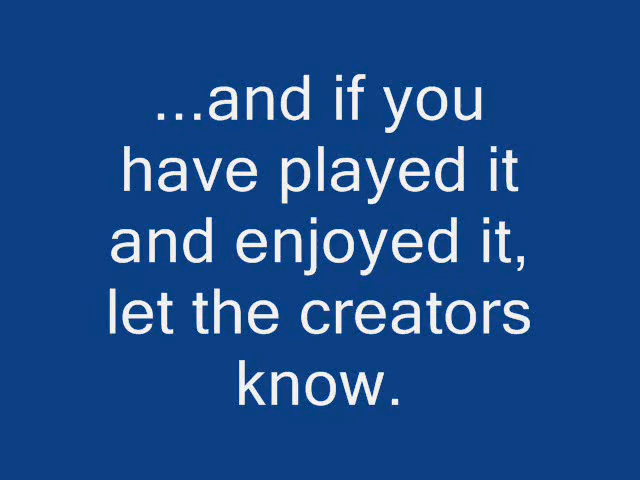 ...and if you
have played it
and enjoyed it,
let the creators
know.